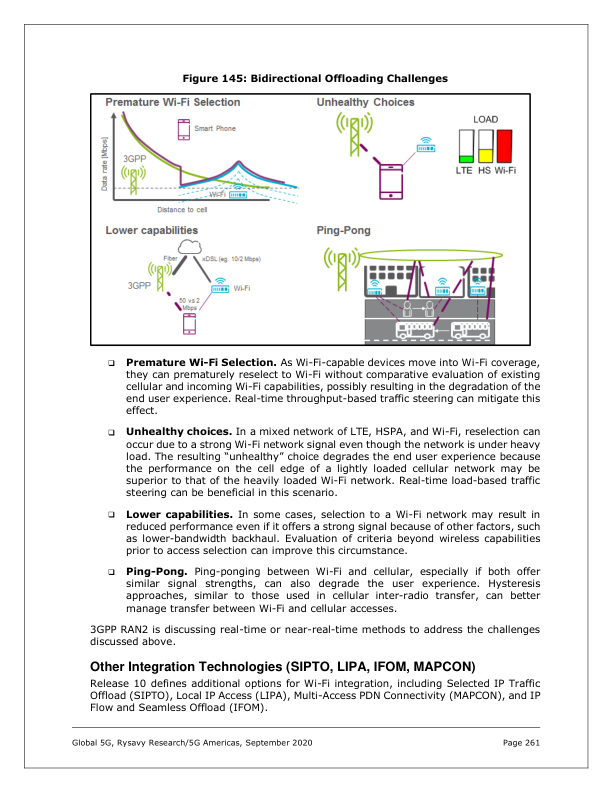 Figure 145: Bidirectional Offloading Challenges
Premature Wi-Fi Selection
Data rate [Mbps]
Smart Phone
3GPP
Wi-Fi
Distance to cell
Unhealthy Choices
LOAD
LTE HS Wi-Fi
Lower capabilities
Fiber
xDSL (eg. 10/2 Mbps)
3GPP
Wi-Fi
50 vs 2
Mbps
Ping-Pong
❑ Premature Wi-Fi Selection. As Wi-Fi-capable devices move into Wi-Fi coverage,
they can prematurely reselect to Wi-Fi without comparative evaluation of existing
cellular and incoming Wi-Fi capabilities, possibly resulting in the degradation of the
end user experience. Real-time throughput-based traffic steering can mitigate this
effect.
❑ Unhealthy choices. In a mixed network of LTE, HSPA, and Wi-Fi, reselection can
occur due to a strong Wi-Fi network signal even though the network is under heavy
load. The resulting “unhealthy” choice degrades the end user experience because
the performance on the cell edge of a lightly loaded cellular network may be
superior to that of the heavily loaded Wi-Fi network. Real-time load-based traffic
steering can be beneficial in this scenario.
❑ Lower capabilities. In some cases, selection to a Wi-Fi network may result in
reduced performance even if it offers a strong signal because of other factors, such
as lower-bandwidth backhaul. Evaluation of criteria beyond wireless capabilities
prior to access selection can improve this circumstance.
❑ Ping-Pong. Ping-ponging between Wi-Fi and cellular, especially if both offer
similar signal strengths, can also degrade the user experience. Hysteresis
approaches, similar to those used in cellular inter-radio transfer, can better
manage transfer between Wi-Fi and cellular accesses.
3GPP RAN2 is discussing real-time or near-real-time methods to address the challenges
discussed above.
Other Integration Technologies (SIPTO, LIPA, IFOM, MAPCON)
Release 10 defines additional options for Wi-Fi integration, including Selected IP Traffic
Offload (SIPTO), Local IP Access (LIPA), Multi-Access PDN Connectivity (MAPCON), and IP
Flow and Seamless Offload (IFOM).
Global 5G, Rysavy Research/5G Americas, September 2020 Page 261